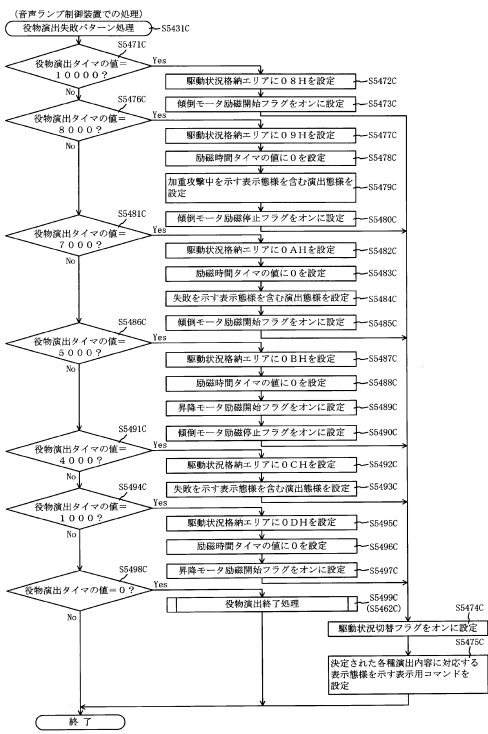 (音声ランプ制御装置での処理)
役物演出失敗パターン処理
S5431C
S5471C
役物演出タイマの値=
10000?
Yes
No
駆動状況格納エリアに08Hを設定
S5472C
傾倒モータ励磁開始フラグをオンに設定
S5473C
S5476C
役物演出タイマの値=
8000?
Yes
No
駆動状況格納エリアに09Hを設定
S5477C
励磁時間タイマの値に0を設定
S5478C
加重攻撃中を示す表示態様を含む演出態様を
設定
S5479C
傾倒モータ励磁停止フラグをオンに設定
S5480C
S5481C
役物演出タイマの値=
7000?
Yes
No
駆動状況格納エリアに0AHを設定
S5482C
励磁時間タイマの値に0を設定
S5483C
失敗を示す表示態様を含む演出態様を設定
S5484C
傾倒モータ励磁開始フラグをオンに設定
S5485C
S5486C
役物演出タイマの値=
5000?
Yes
No
駆動状況格納エリアに0BHを設定
S5487C
励磁時間タイマの値に0を設定
S5488C
昇降モータ励磁開始フラグをオンに設定
S5489C
傾倒モータ励磁停止フラグをオンに設定
S5490C
S5491C
役物演出タイマの値=
4000?
Yes
No
駆動状況格納エリアに0CHを設定
S5492C
失敗を示す表示態様を含む演出態様を設定
S5493C
S5494C
役物演出タイマの値=
1000?
Yes
No
駆動状況格納エリアに0DHを設定
S5495C
励磁時間タイマの値に0を設定
S5496C
昇降モータ励磁開始フラグをオンに設定
S5497C
S5498C
役物演出タイマの値=0?
Yes
No
役物演出終了処理
S5499C
(S5462C)
S5474C
駆動状況切替フラグをオンに設定
S5475C
決定された各種演出内容に対応する
表示態様を示す表示用コマンドを
設定
終了